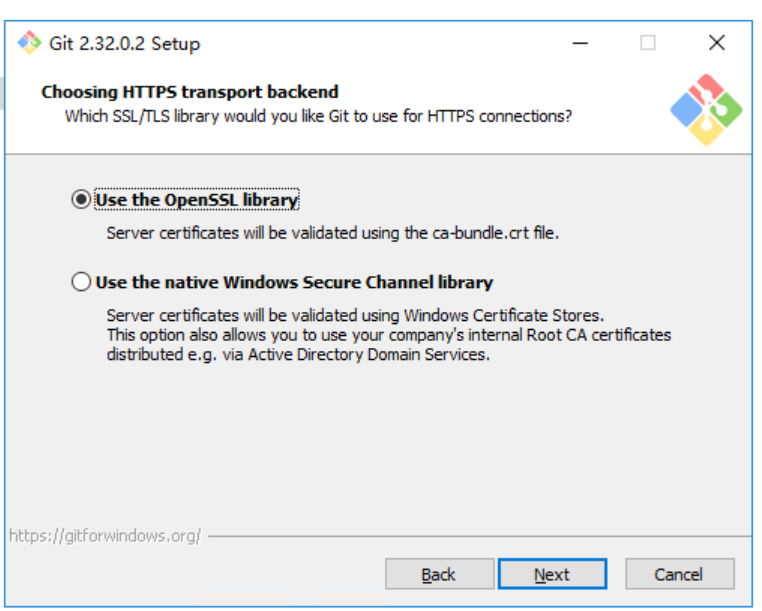 Git 2.32.0.2 Setup
Choosing HTTPS transport backend
Which SSL/TLS library would you like Git to use for HTTPS connections?
Use the OpenSSL library
Server certificates will be validated using the ca-bundle.crt file.
Use the native Windows Secure Channel library
Server certificates will be validated using Windows Certificate Stores.
This option also allows you to use your company's internal Root CA certificates
distributed e.g. via Active Directory Domain Services.
https://gitforwindows.org/
Back Next Cancel